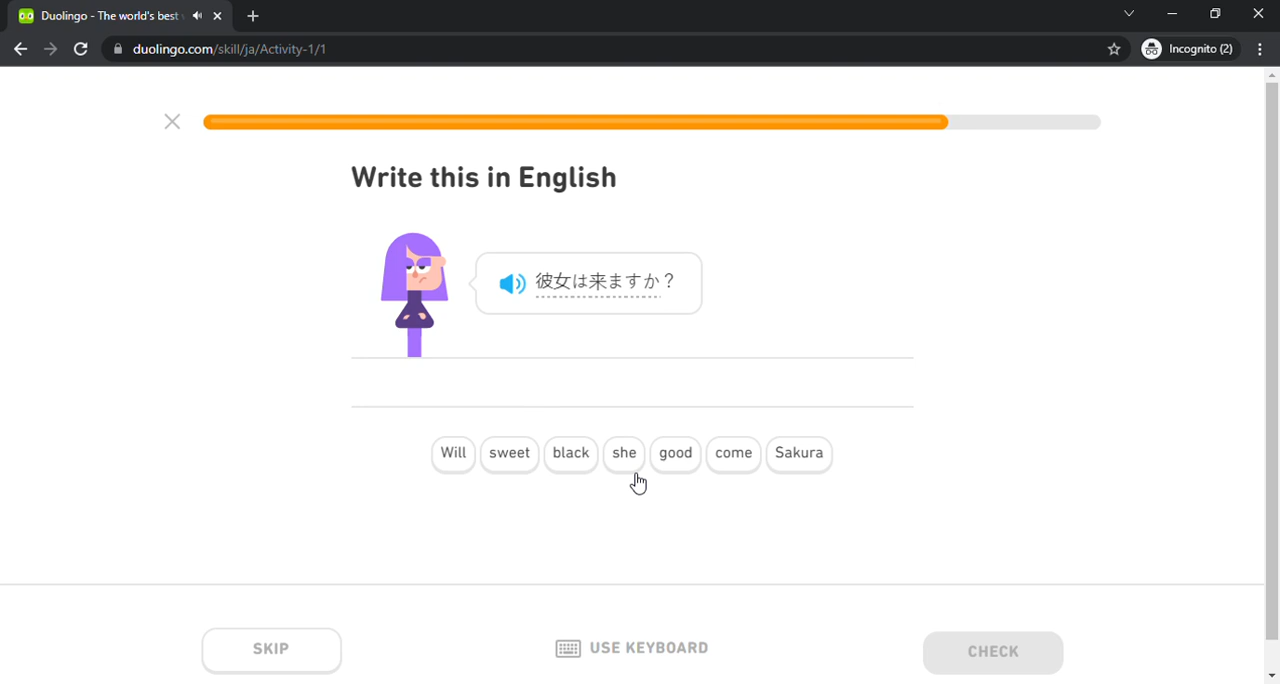 Duolingo - The world's best
duolingo.com/skill/ja/Activity-1/1
Incognito (2)
Write this in English
彼女は来ますか？
Will sweet black she good come Sakura
SKIP
USE KEYBOARD
CHECK